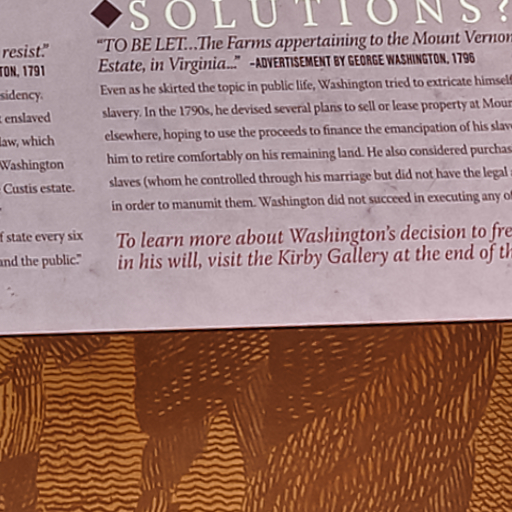 SOLUTIONS?
resist."
TON, 1791
sidency.
enslaved
law, which
Washington
Custis estate.
f state every six
and the public."
"TO BE LET...The Farms appertaining to the Mount Vernon
Estate, in Virginia..." -ADVERTISEMENT BY GEORGE WASHINGTON, 1796
Even as he skirted the topic in public life, Washington tried to extricate himself
slavery. In the 1790s, he devised several plans to sell or lease property at Moun
elsewhere, hoping to use the proceeds to finance the emancipation of his slav
him to retire comfortably on his remaining land. He also considered purchas
slaves (whom he controlled through his marriage but did not have the legal
in order to manumit them. Washington did not succeed in executing any of
To learn more about Washington's decision to fre
in his will, visit the Kirby Gallery at the end of th